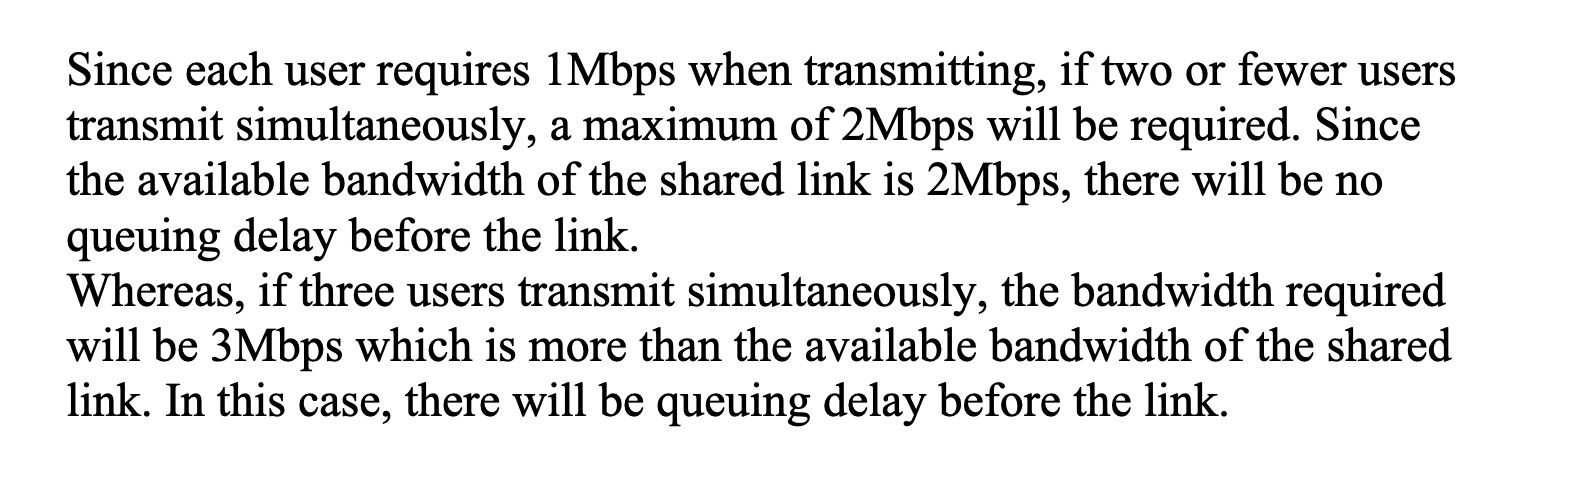 Since each user requires 1Mbps when transmitting, if two or fewer users
transmit simultaneously, a maximum of 2Mbps will be required. Since
the available bandwidth of the shared link is 2Mbps, there will be no
queuing delay before the link.
Whereas, if three users transmit simultaneously, the bandwidth required
will be 3Mbps which is more than the available bandwidth of the shared
link. In this case, there will be queuing delay before the link.